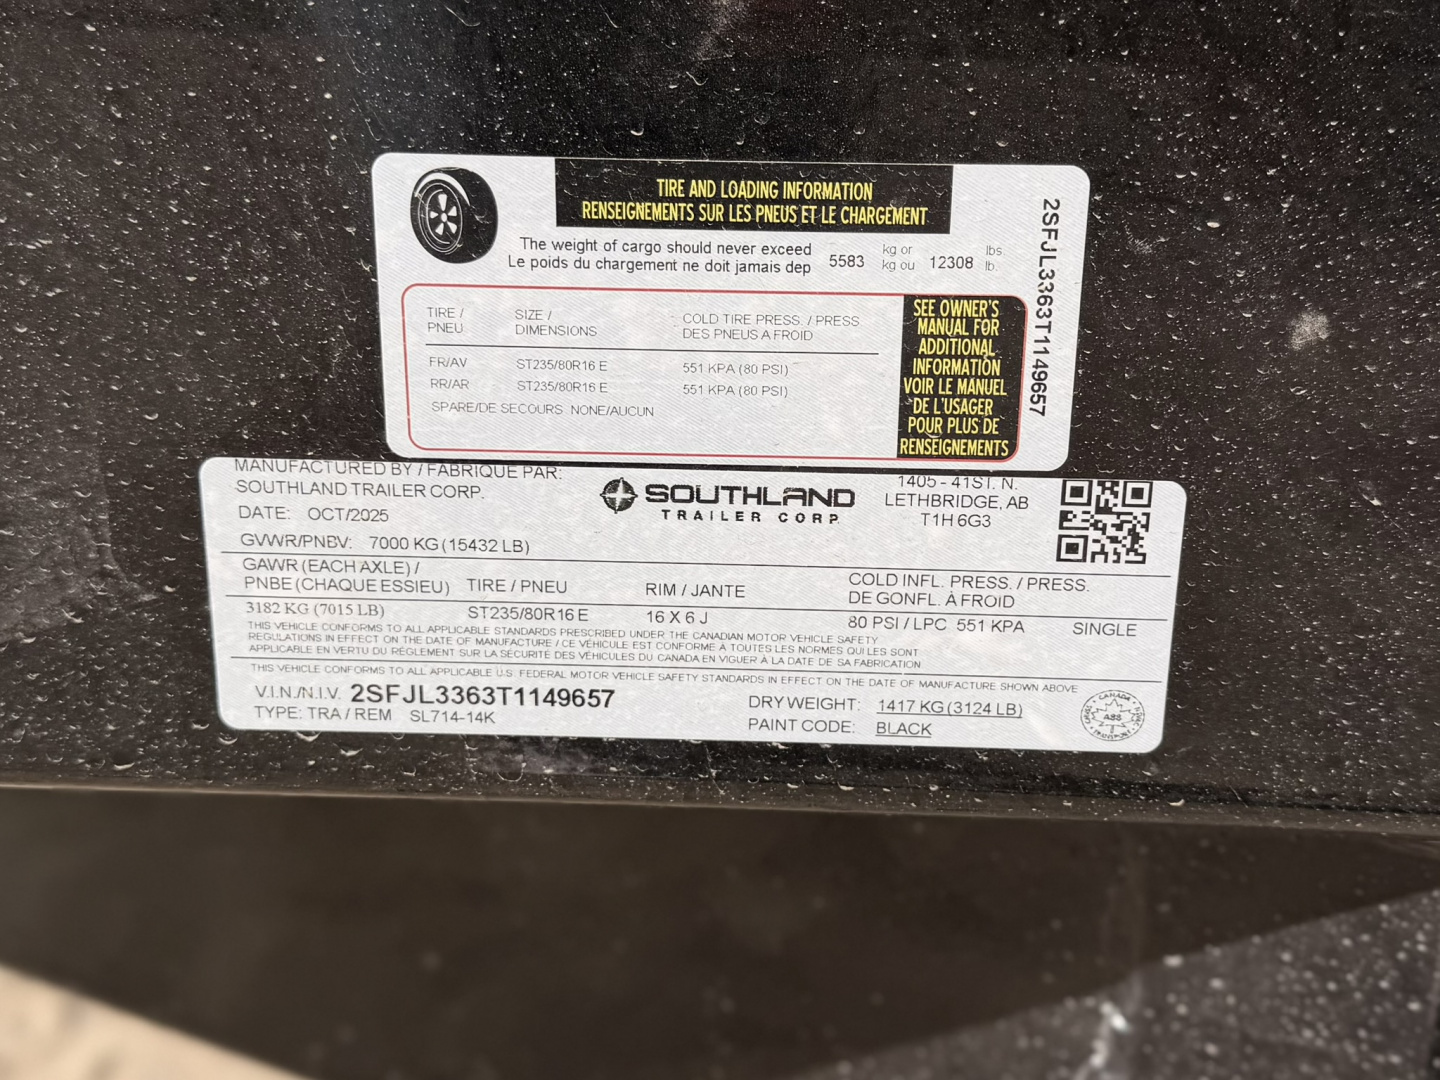 TIRE AND LOADING INFORMATION
RENSEIGNEMENTS SUR LES PNEUS ET LE CHARGEMENT
The weight of cargo should never exceed
Le poids du chargement ne doit jamais dep
5583 kg or kg ou 12308 lbs. lb.
TIRE / PNEU
SIZE / DIMENSIONS
COLD TIRE PRESS. / PRESS DES PNEUS A FROID
FR/AV ST235/80R16 E 551 KPA (80 PSI)
RR/AR ST235/80R16 E 551 KPA (80 PSI)
SPARE/DE SECOURS NONE/AUCUN
SEE OWNER'S
MANUAL FOR
ADDITIONAL
INFORMATION
VOIR LE MANUEL
DE L'USAGER
POUR PLUS DE
RENSEIGNEMENTS
2SFJL3363T1149657
MANUFACTURED BY / FABRIQUE PAR:
SOUTHLAND TRAILER CORP.
DATE: OCT/2025
GVWR/PNBV: 7000 KG (15432 LB)
SOUTHLAND
TRAILER CORP
1405 - 41ST. N.
LETHBRIDGE, AB
T1H 6G3
GAWR (EACH AXLE) /
PNBE (CHAQUE ESSIEU) TIRE / PNEU RIM / JANTE
COLD INFL. PRESS. / PRESS.
DE GONFL. À FROID
3182 KG (7015 LB) ST235/80R16 E 16 X 6 J 80 PSI / LPC 551 KPA SINGLE
THIS VEHICLE CONFORMS TO ALL APPLICABLE STANDARDS PRESCRIBED UNDER THE CANADIAN MOTOR VEHICLE SAFETY
REGULATIONS IN EFFECT ON THE DATE OF MANUFACTURE / CE VÉHICULE EST CONFORME À TOUTES LES NORMES QUI LES SONT
APPLICABLE EN VERTU DU RÈGLEMENT SUR LA SÉCURITÉ DES VÉHICULES DU CANADA EN VIGUER À LA DATE DE SA FABRICATION.
THIS VEHICLE CONFORMS TO ALL APPLICABLE U.S. FEDERAL MOTOR VEHICLE SAFETY STANDARDS IN EFFECT ON THE DATE OF MANUFACTURE SHOWN ABOVE
V.I.N./N.I.V. 2SFJL3363T1149657
TYPE: TRA / REM SL714-14K
DRY WEIGHT: 1417 KG (3124 LB)
PAINT CODE: BLACK
CANADA
A88
TRANSPORT